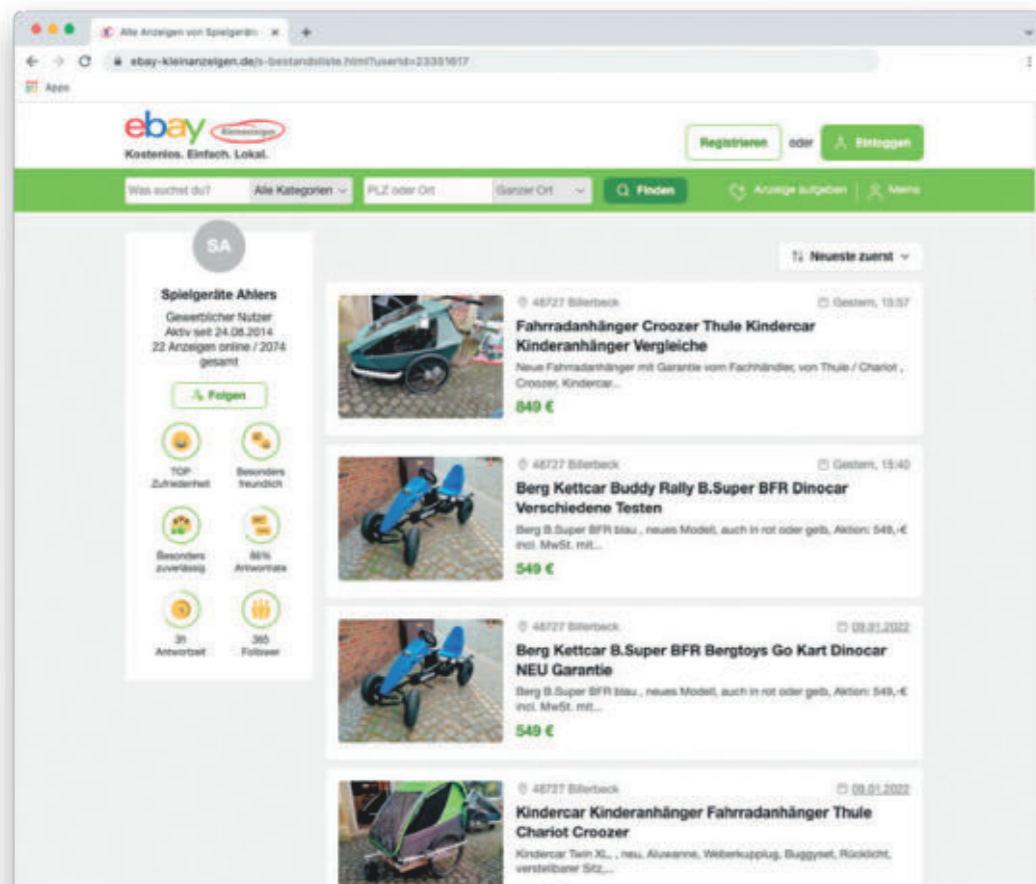 Alle Anzeigen von Spielgeräte
ebay-kleinanzeigen.de/s-bestandsliste.html?userId=23351617
Apps
ebay Kleinanzeigen
Kostenlos. Einfach. Lokal.
Registrieren oder Einloggen
Was suchst du? Alle Kategorien PLZ oder Ort Ganzer Ort Finden Anzeige aufgeben Meins
SA
Spielgeräte Ahlers
Gewerblicher Nutzer
Aktiv seit 24.08.2014
22 Anzeigen online / 2074
gesamt
Folgen
TOP
Zufriedenheit
Besonders
freundlich
Besonders
zuverlässig
86%
Antwortrate
3h
Antwortzeit
365
Follower
Neueste zuerst
48727 Billerbeck Gestern, 15:57
Fahrradanhänger Croozer Thule Kindercar
Kinderanhänger Vergleiche
Neue Fahrradanhänger mit Garantie vom Fachhändler, von Thule / Chariot ,
Croozer, Kindercar...
849 €
48727 Billerbeck Gestern, 15:40
Berg Kettcar Buddy Rally B.Super BFR Dinocar
Verschiedene Testen
Berg B.Super BFR blau , neues Modell, auch in rot oder gelb, Aktion: 549,-€
incl. MwSt. mit...
549 €
48727 Billerbeck 09.01.2022
Berg Kettcar B.Super BFR Bergtoys Go Kart Dinocar
NEU Garantie
Berg B.Super BFR blau , neues Modell, auch in rot oder gelb, Aktion: 549,-€
incl. MwSt. mit...
549 €
48727 Billerbeck 09.01.2022
Kindercar Kinderanhänger Fahrradanhänger Thule
Chariot Croozer
Kindercar Twin XL, , neu, Aluwanne, Weberkupplug, Buggyset, Rücklicht,
verstellbarer Sitz,...